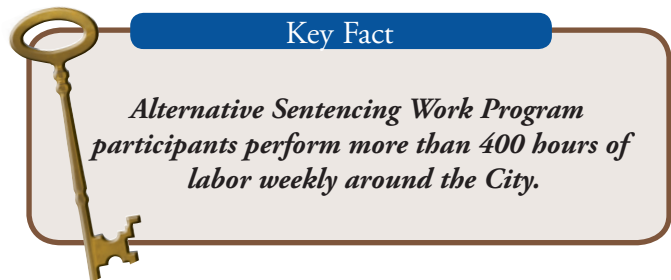 Key Fact
Alternative Sentencing Work Program
participants perform more than 400 hours of
labor weekly around the City.